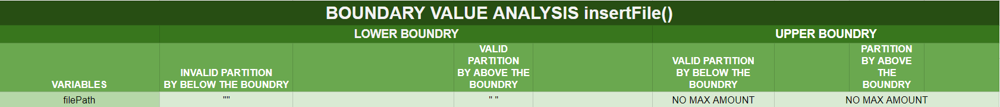 BOUNDARY VALUE ANALYSIS insertFile()
LOWER BOUNDRY
UPPER BOUNDRY
VARIABLES
INVALID PARTITION
BY BELOW THE BOUNDRY
VALID
PARTITION
BY ABOVE THE
BOUNDRY
VALID PARTITION
BY BELOW THE
BOUNDRY
PARTITION
BY ABOVE
THE
BOUNDRY
filePath
""
" "
NO MAX AMOUNT
NO MAX AMOUNT